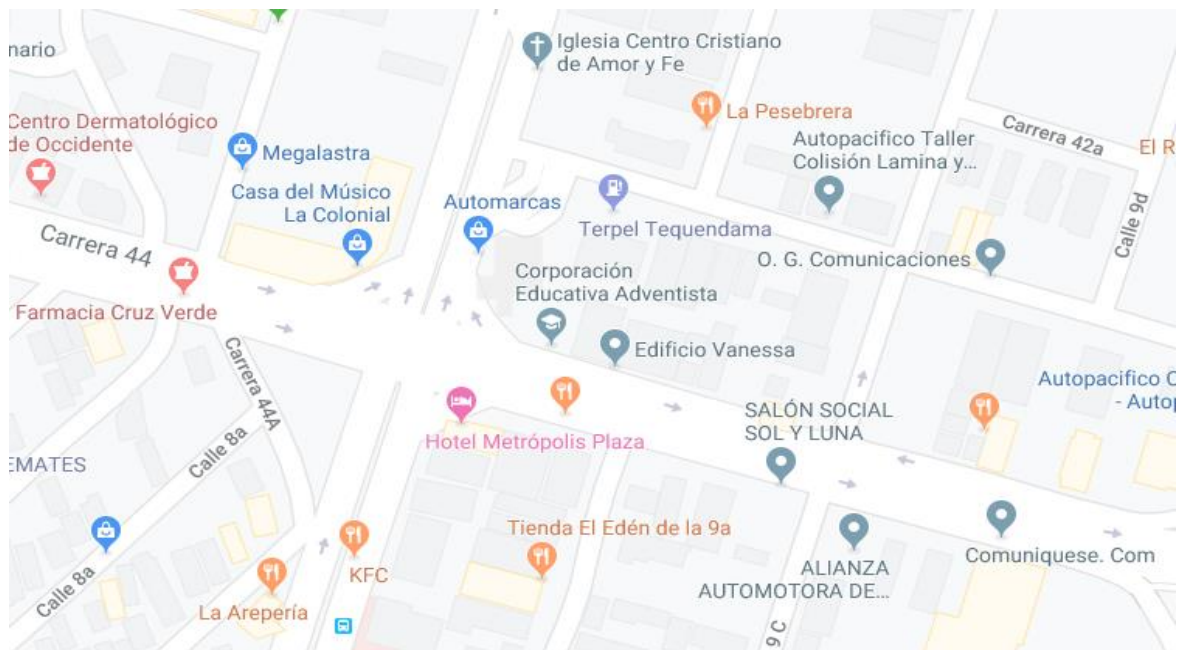 Iglesia Centro Cristiano
de Amor y Fe
nario
La Pesebrera
Centro Dermatológico
de Occidente
Carrera 42a
El R
Autopacifico Taller
Colisión Lamina y...
Megalastra
Casa del Músico
La Colonial
Automarcas
Calle 9d
Terpel Tequendama
Carrera 44
O. G. Comunicaciones
Corporación
Educativa Adventista
Farmacia Cruz Verde
Edificio Vanessa
Carrera 44A
Autopacifico C
- Autop
SALÓN SOCIAL
SOL Y LUNA
Hotel Metrópolis Plaza
Calle 8a
EMATES
Tienda El Edén de la 9a
Comuniquese. Com
KFC
ALIANZA
AUTOMOTORA DE...
Calle 8a
La Arepería
9 C